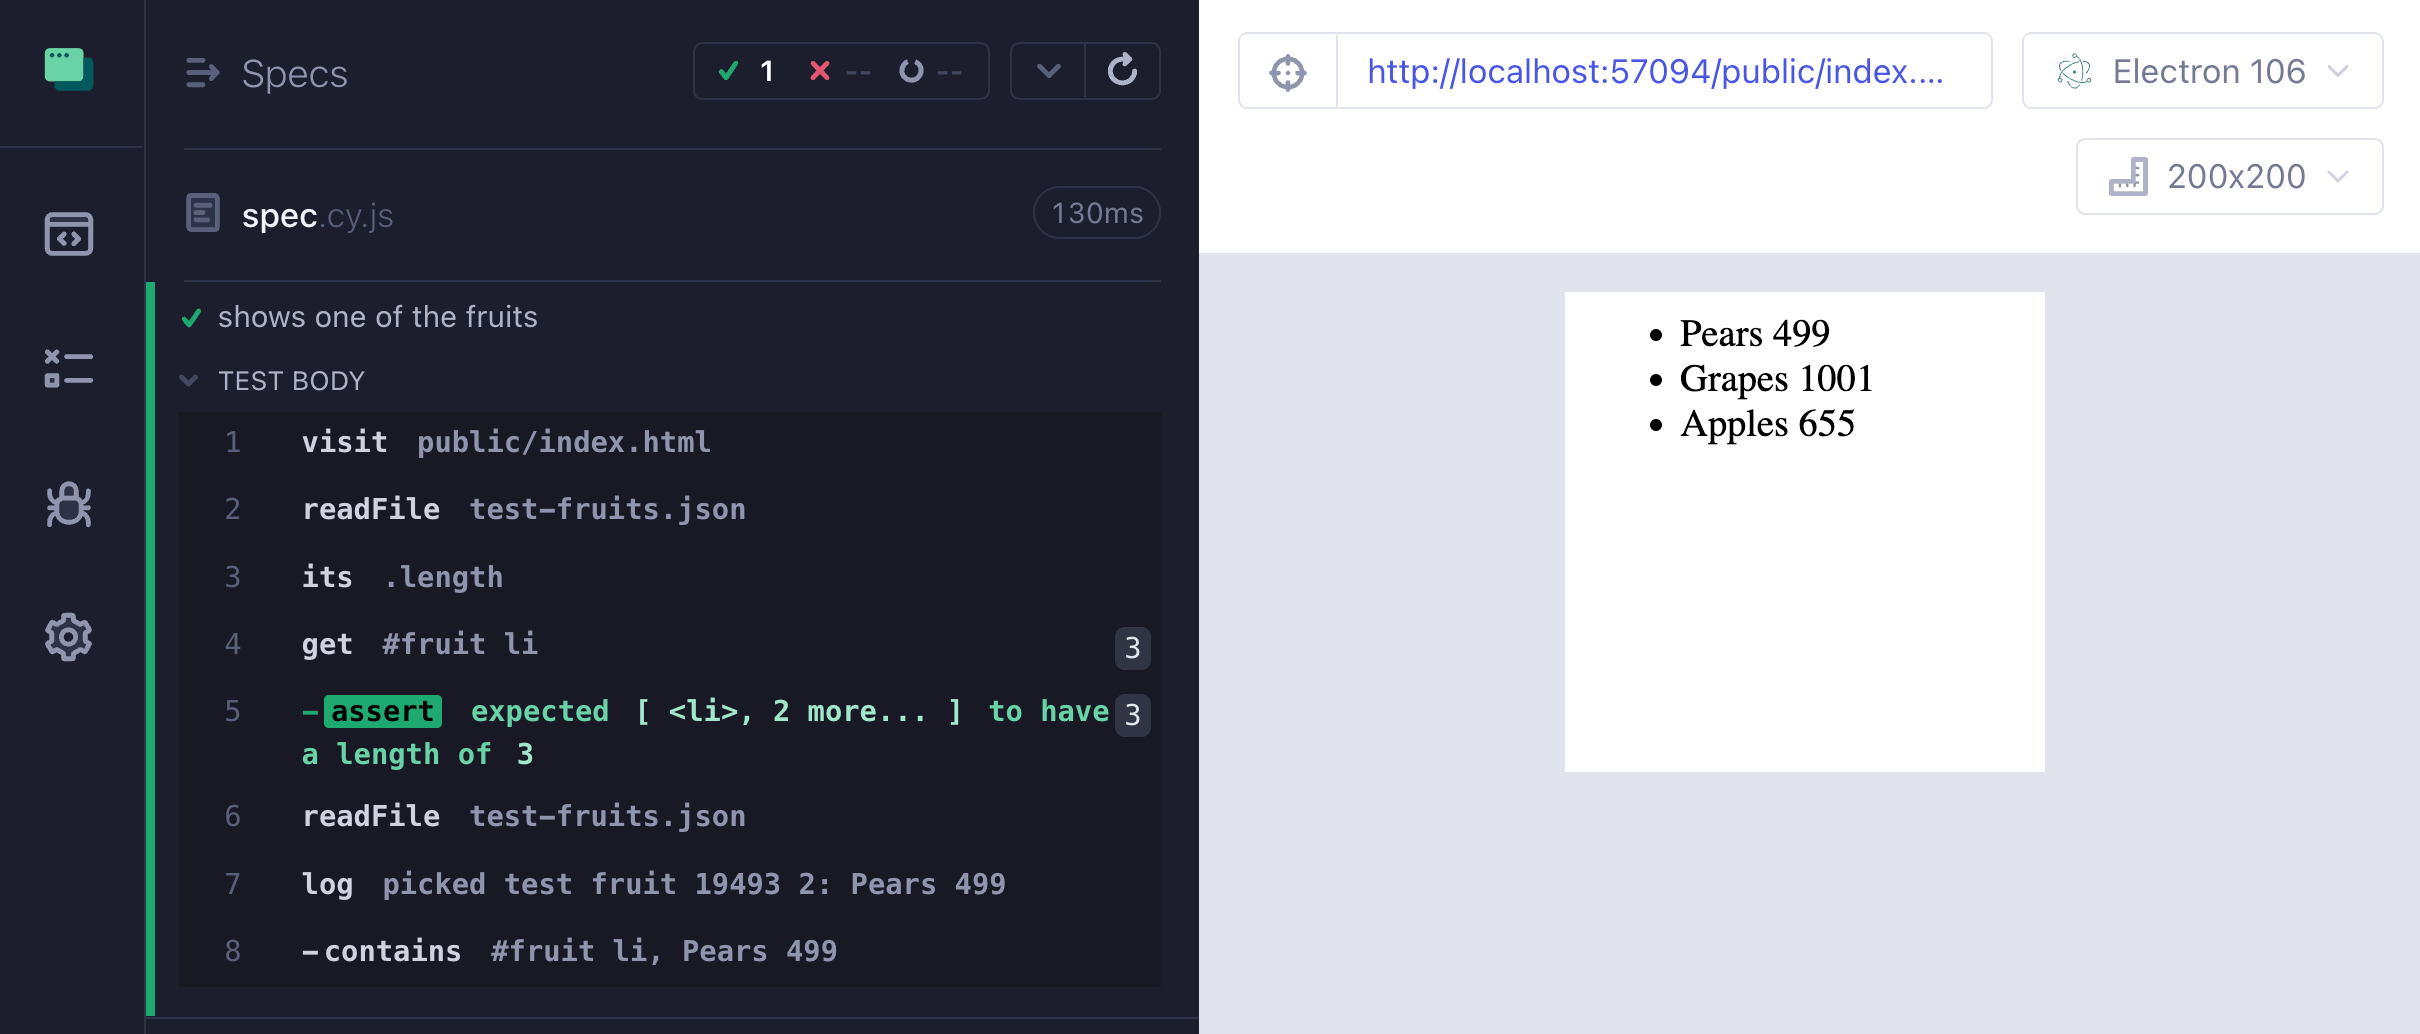 Specs
1 -- --
spec.cy.js
130ms
shows one of the fruits
TEST BODY
1 visit public/index.html
2 readFile test-fruits.json
3 its .length
4 get #fruit li 3
5 -assert expected [ <li>, 2 more... ] to have 3
a length of 3
6 readFile test-fruits.json
7 log picked test fruit 19493 2: Pears 499
8 -contains #fruit li, Pears 499
http://localhost:57094/public/index....
Electron 106
200x200
• Pears 499
• Grapes 1001
• Apples 655